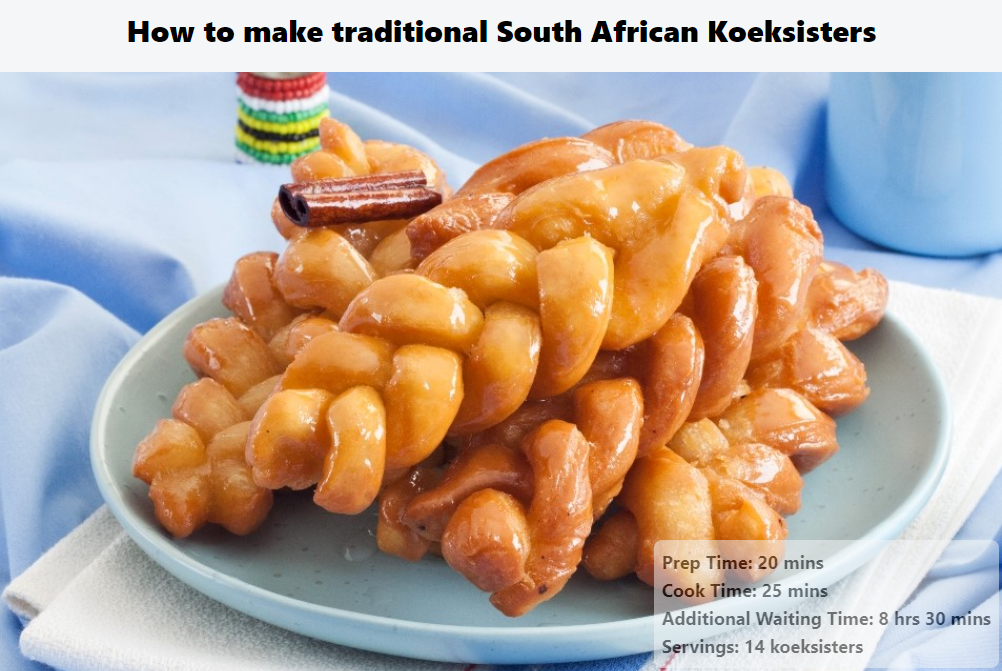 How to make traditional South African Koeksisters
Prep Time: 20 mins
Cook Time: 25 mins
Additional Waiting Time: 8 hrs 30 mins
Servings: 14 koeksisters